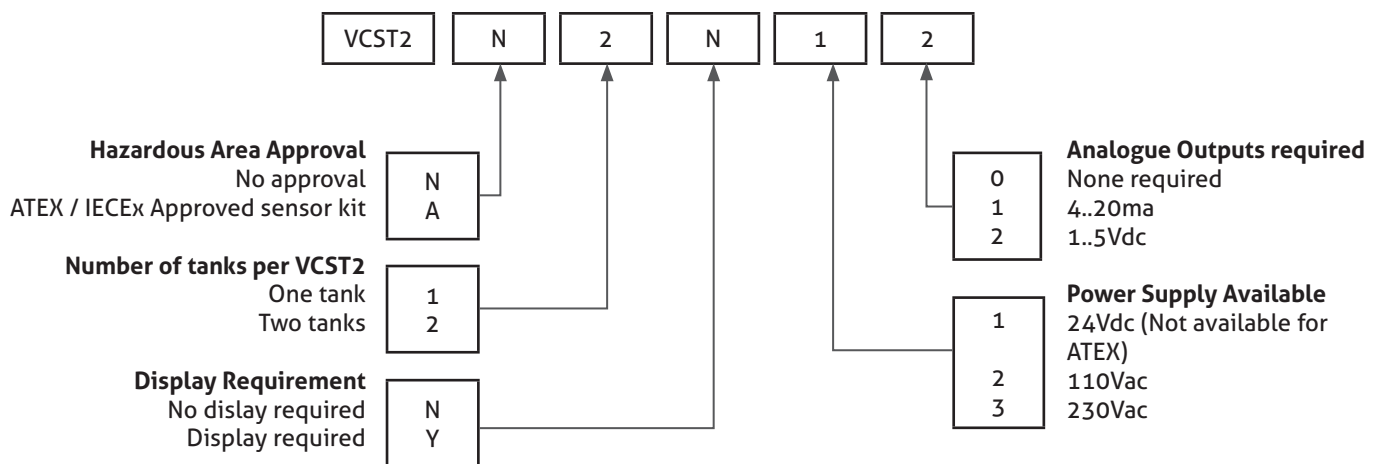 VCST2 N 2 N 1 2
Hazardous Area Approval
No approval N
ATEX / IECEx Approved sensor kit A
Number of tanks per VCST2
One tank 1
Two tanks 2
Display Requirement
No dislay required N
Display required Y
Analogue Outputs required
0 None required
1 4..20ma
2 1..5Vdc
Power Supply Available
1 24Vdc (Not available for
ATEX)
2 110Vac
3 230Vac